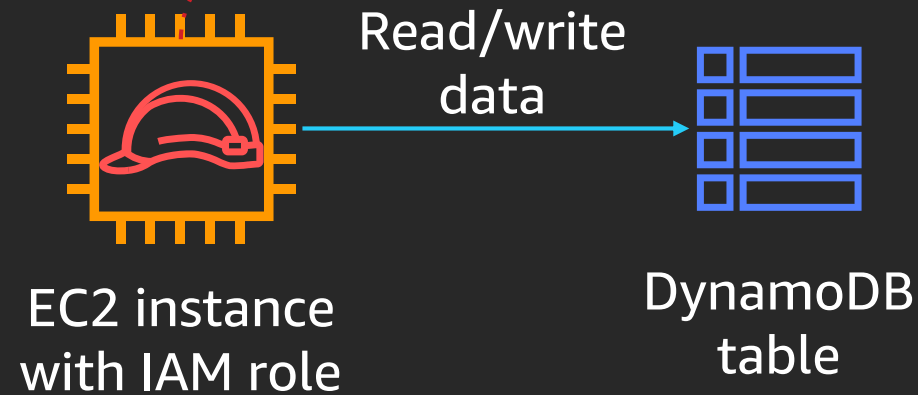 Read/write
data
EC2 instance
with IAM role
DynamoDB
table